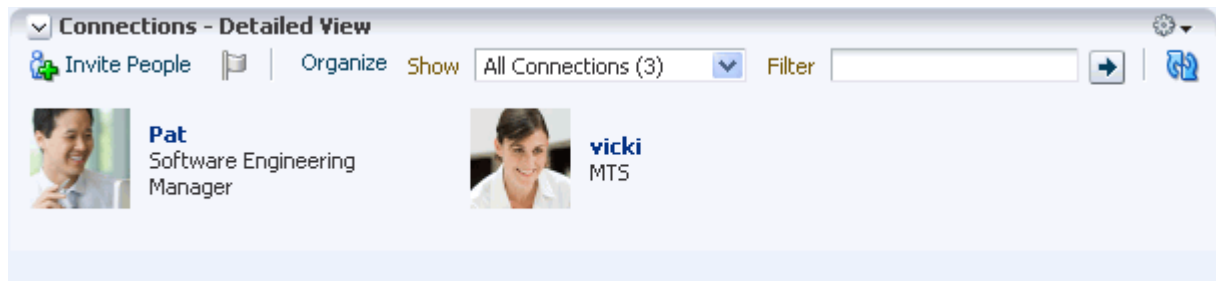 Connections - Detailed View
Invite People Organize Show All Connections (3) Filter
Pat
Software Engineering
Manager
vicki
MTS